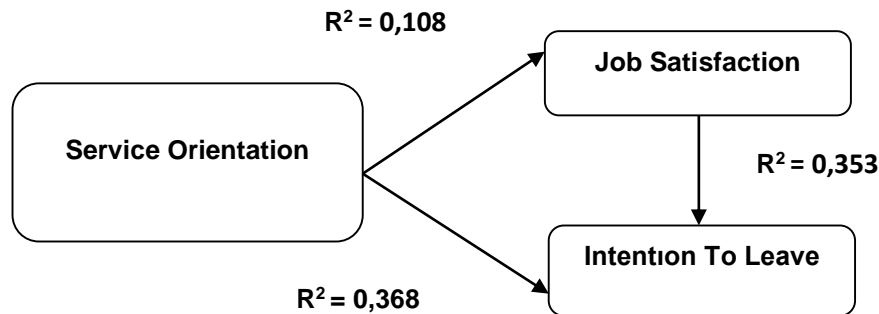 R² = 0,108
Job Satisfaction
Service Orientation
R² = 0,353
Intentıon To Leave
R² = 0,368